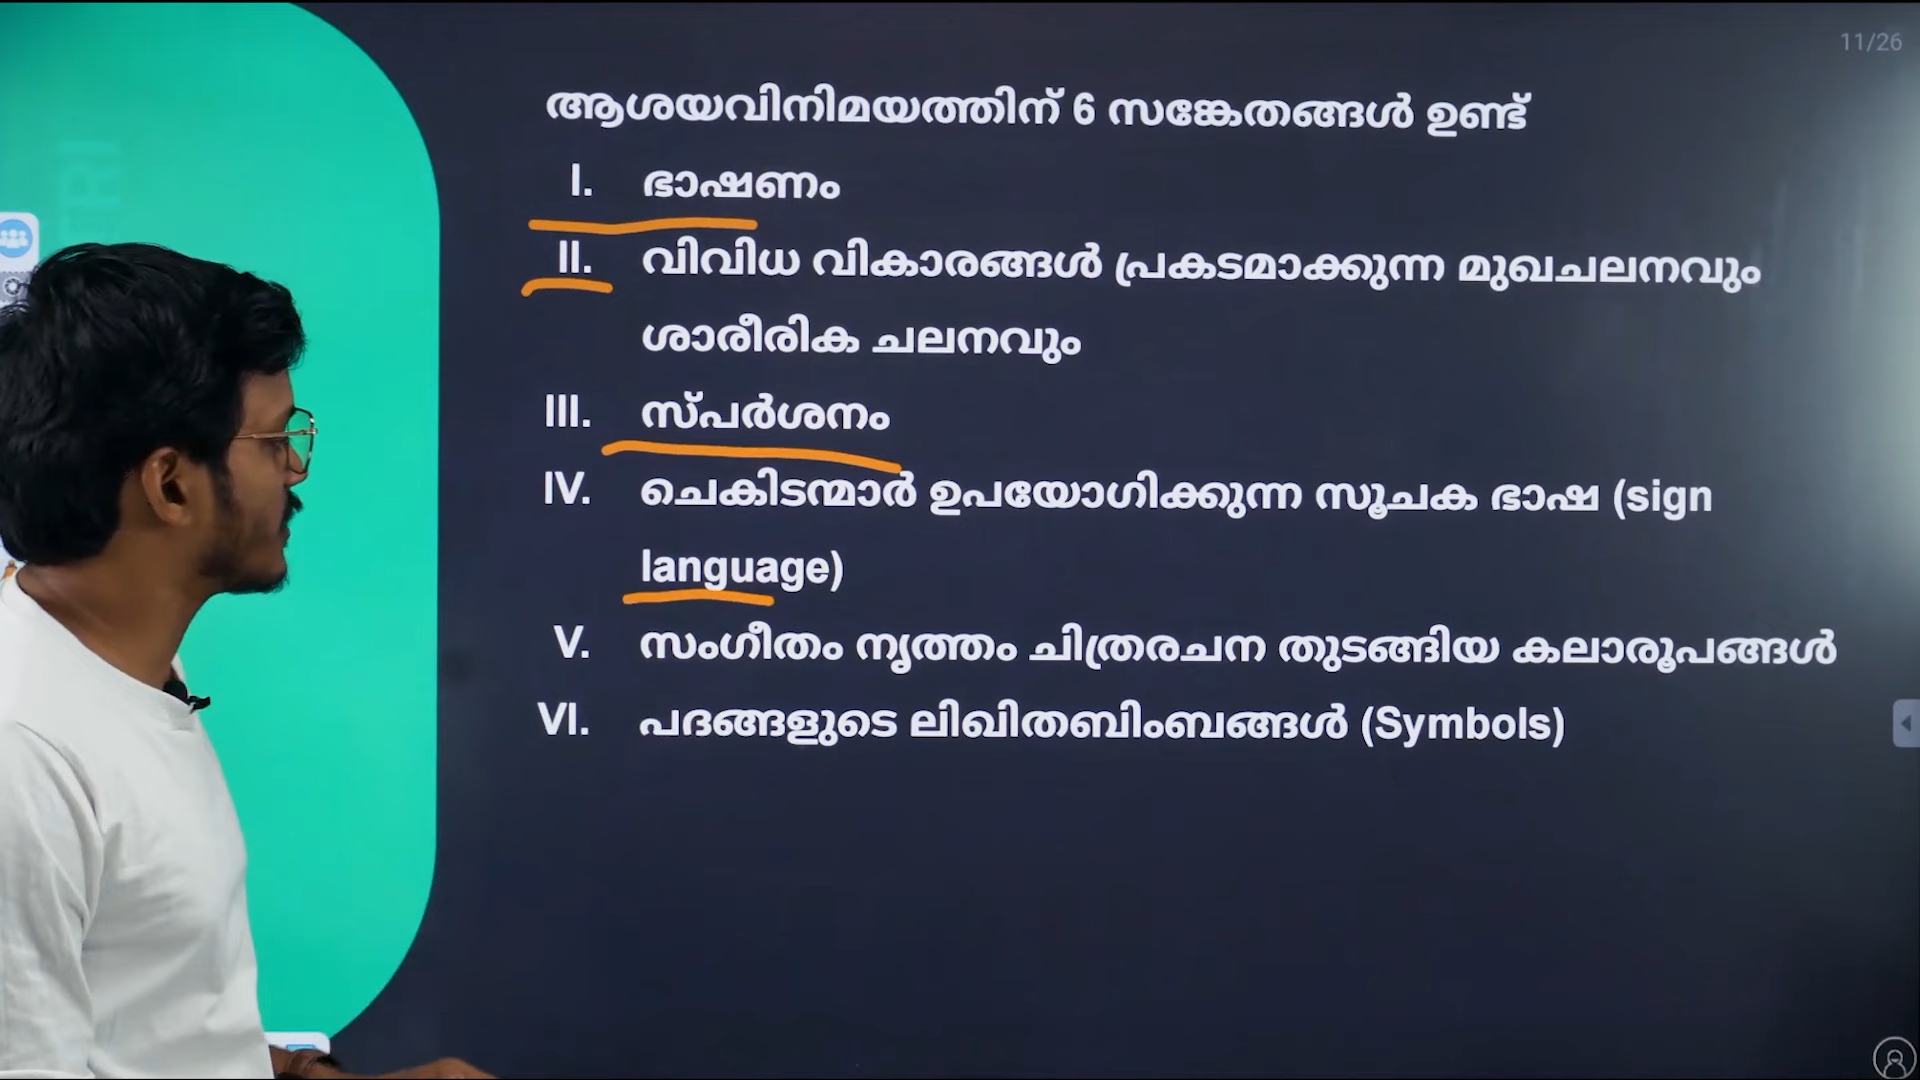 11/26
ആശയവിനിമയത്തിന് 6 സങ്കേതങ്ങൾ ഉണ്ട്
I. ഭാഷണം
II. വിവിധ വികാരങ്ങൾ പ്രകടമാക്കുന്ന മുഖചലനവും
ശാരീരിക ചലനവും
III. സ്പർശനം
IV. ചെകിടന്മാർ ഉപയോഗിക്കുന്ന സൂചക ഭാഷ (sign
language)
V. സംഗീതം നൃത്തം ചിത്രരചന തുടങ്ങിയ കലാരൂപങ്ങൾ
VI. പദങ്ങളുടെ ലിഖിതബിംബങ്ങൾ (Symbols)